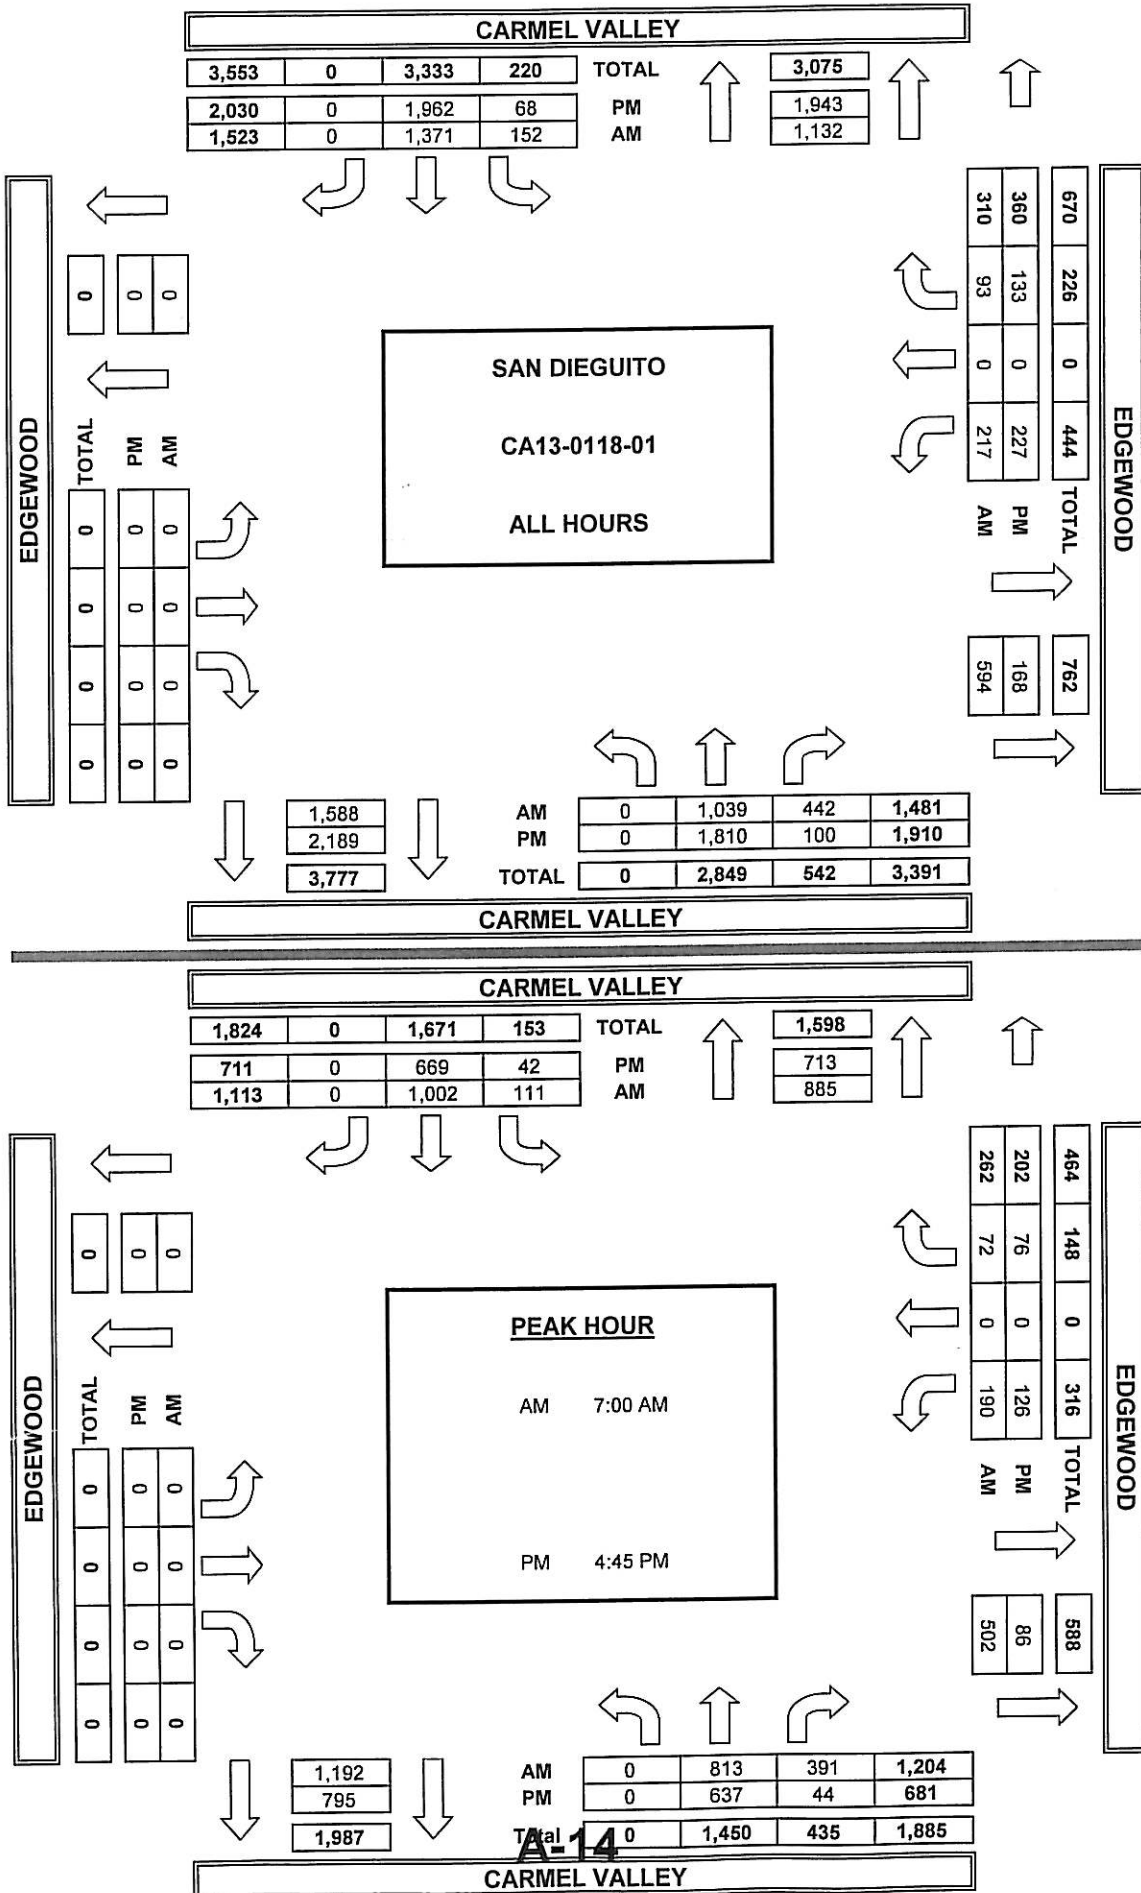 CARMEL VALLEY
3,553 0 3,333 220 TOTAL 3,075
2,030 0 1,962 68 PM 1,943
1,523 0 1,371 152 AM 1,132
EDGEWOOD
0
0 0
TOTAL PM AM
0 0 0
0 0 0
0 0 0
0 0 0
SAN DIEGUITO
CA13-0118-01
ALL HOURS
670 226 0 444 TOTAL 762
360 133 0 227 PM 168
310 93 0 217 AM 594
EDGEWOOD
1,588 AM 0 1,039 442 1,481
2,189 PM 0 1,810 100 1,910
3,777 TOTAL 0 2,849 542 3,391
CARMEL VALLEY
CARMEL VALLEY
1,824 0 1,671 153 TOTAL 1,598
711 0 669 42 PM 713
1,113 0 1,002 111 AM 885
EDGEWOOD
0
0 0
TOTAL PM AM
0 0 0
0 0 0
0 0 0
0 0 0
PEAK HOUR
AM 7:00 AM
PM 4:45 PM
464 148 0 316 TOTAL 588
202 76 0 126 PM 86
262 72 0 190 AM 502
EDGEWOOD
1,192 AM 0 813 391 1,204
795 PM 0 637 44 681
1,987 Total 0 1,450 435 1,885
A-14
CARMEL VALLEY